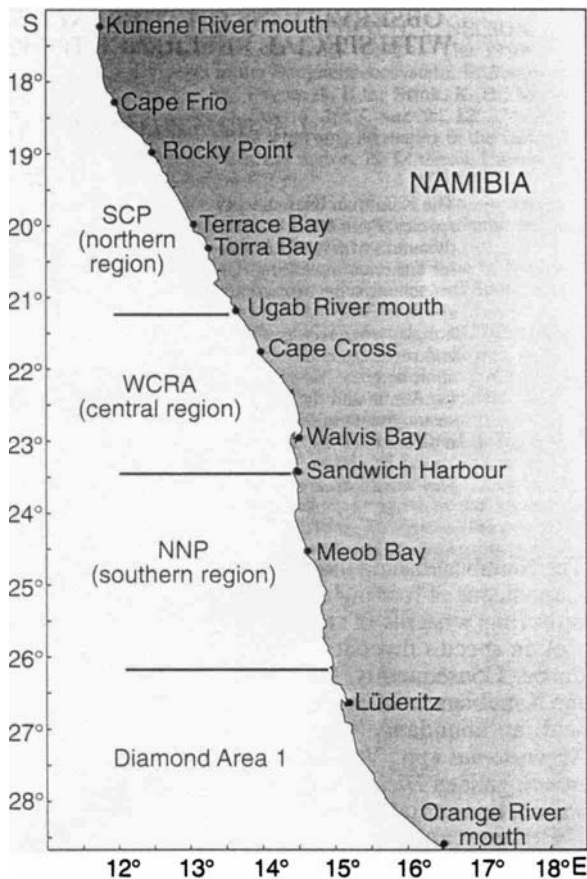 S
Kunene River mouth
18°
Cape Frio
19°
Rocky Point
NAMIBIA
SCP
(northern
region)
20°
Terrace Bay
Torra Bay
21°
Ugab River mouth
Cape Cross
22°
WCRA
(central region)
23°
Walvis Bay
Sandwich Harbour
24°
NNP
(southern region)
Meob Bay
25°
26°
Lüderitz
27°
Diamond Area 1
28°
Orange River
mouth
12° 13° 14° 15° 16° 17° 18°E